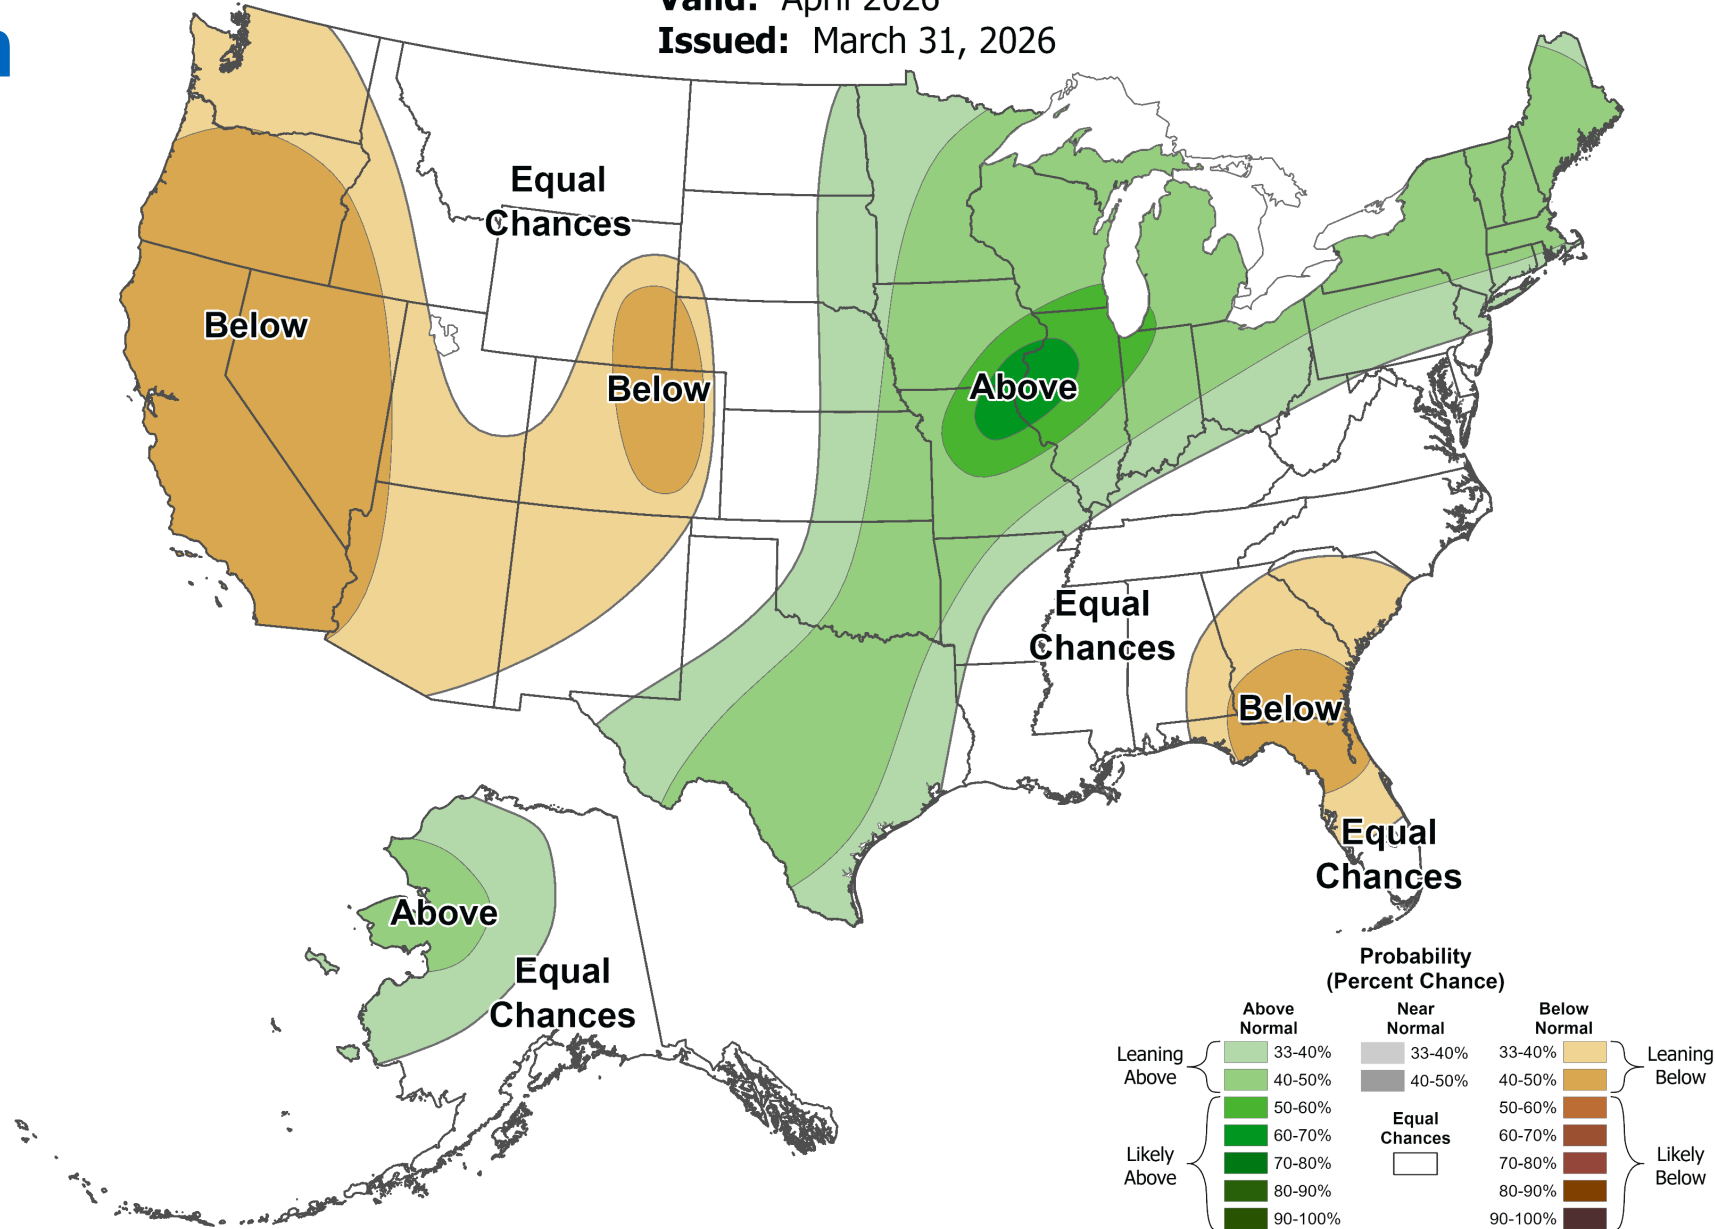 Valid: April 2026
Issued: March 31, 2026
Equal
Chances
Below
Below
Above
Equal
Chances
Below
Equal
Chances
Above
Equal
Chances
Probability
(Percent Chance)
Above
Normal
Near
Normal
Below
Normal
Leaning
Above
33-40%
33-40%
33-40%
Leaning
Below
40-50%
40-50%
40-50%
50-60%
Equal
Chances
50-60%
60-70%
60-70%
Likely
Above
70-80%
70-80%
Likely
Below
80-90%
80-90%
90-100%
90-100%